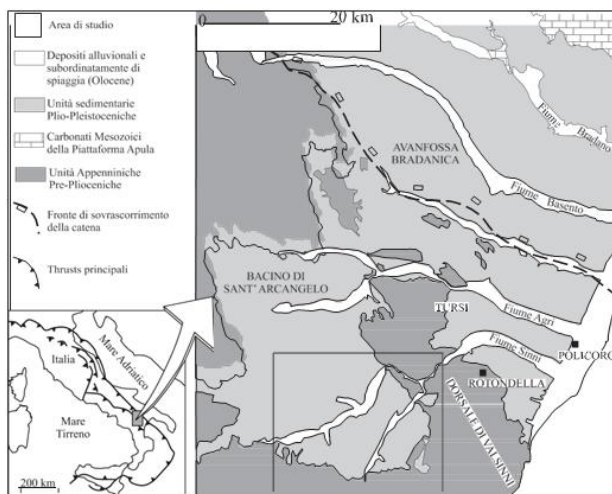 Area di studio
Depositi alluvionali e
subordinatamente di
spiaggia (Olocene)
Unità sedimentarie
Plio-Pleistoceniche
Carbonati Mesozoici
della Piattaforma Apula
Unità Appenniniche
Pre-Plioceniche
Fronte di sovrascorrimento
della catena
Thrusts principali
Italia
Mare Adriatico
Mare
Tirreno
200 km
0 20 km
AVANFOSSA
BRADANICA
Fiume
Bradano
Fiume Basento
BACINO DI
SANT'ARCANGELO
TURSI
Fiume Agri
Fiume Sinni
POLICORO
ROTONDELLA
DORSALE DI VALSINNI